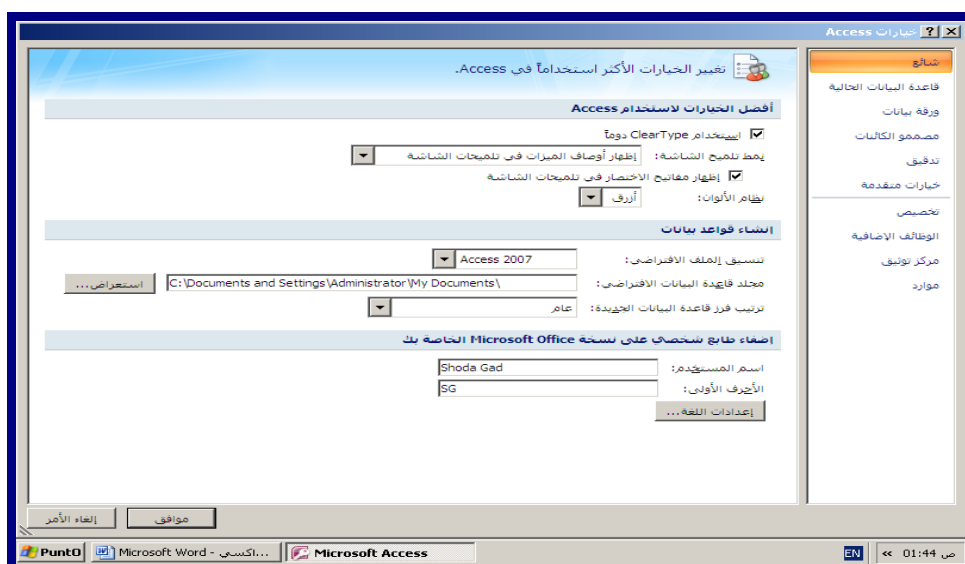 خيارات Access
شائع
قاعدة البيانات الحالية
ورقة بيانات
مصممو الكائنات
تدقيق
خيارات متقدمة
تخصيص
الوظائف الإضافية
مركز توثيق
موارد
تغيير الخيارات الأكثر استخداماً في Access.
أفضل الخيارات لاستخدام Access
استخدام ClearType دوماً
نمط تلميح الشاشة: إظهار أوصاف الميزات في تلميحات الشاشة
إظهار مفاتيح الاختصار في تلميحات الشاشة
نظام الألوان: أزرق
إنشاء قواعد بيانات
تنسيق الملف الافتراضي: Access 2007
مجلد قاعدة البيانات الافتراضي: C:\Documents and Settings\Administrator\My Documents\ استعراض...
ترتيب فرز قاعدة البيانات الجديدة: عام
إضفاء طابع شخصي على نسخة Microsoft Office الخاصة بك
اسم المستخدم: Shoda Gad
الأحرف الأولى: SG
إعدادات اللغة...
موافق إلغاء الأمر
PuntO Microsoft Word - اكسي... Microsoft Access EN « 01:44 ص